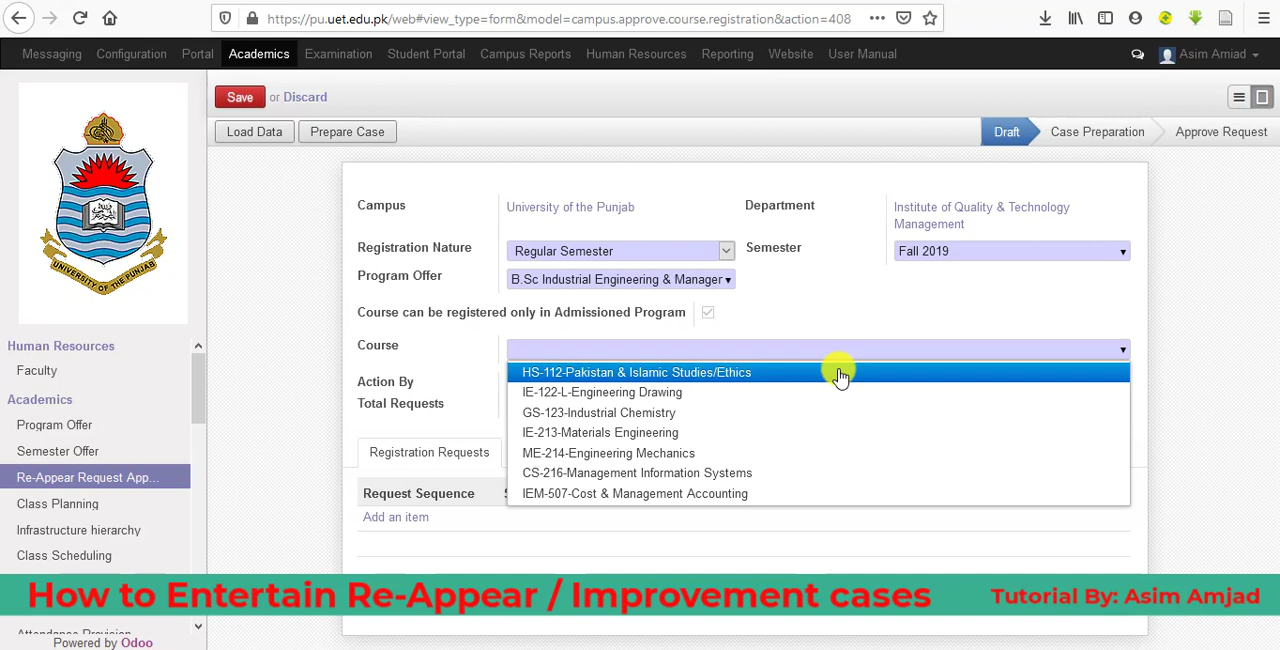 https://pu.uet.edu.pk/web#view_type=form&model=campus.approve.course.registration&action=408
Messaging Configuration Portal Academics Examination Student Portal Campus Reports Human Resources Reporting Website User Manual Asim Amjad
Save or Discard
Load Data Prepare Case Draft Case Preparation Approve Request
Campus University of the Punjab Department Institute of Quality & Technology
Management
Registration Nature Regular Semester Semester Fall 2019
Program Offer B.Sc Industrial Engineering & Manager
Course can be registered only in Admissioned Program
Course
HS-112-Pakistan & Islamic Studies/Ethics
IE-122-L-Engineering Drawing
GS-123-Industrial Chemistry
IE-213-Materials Engineering
ME-214-Engineering Mechanics
CS-216-Management Information Systems
IEM-507-Cost & Management Accounting
Action By
Total Requests
Registration Requests
Request Sequence S
Add an item
UNIVERSITY OF THE PUNJAB
Human Resources
Faculty
Academics
Program Offer
Semester Offer
Re-Appear Request App...
Class Planning
Infrastructure hierarchy
Class Scheduling
Attendance Provision
Powered by Odoo
How to Entertain Re-Appear / Improvement cases
Tutorial By: Asim Amjad